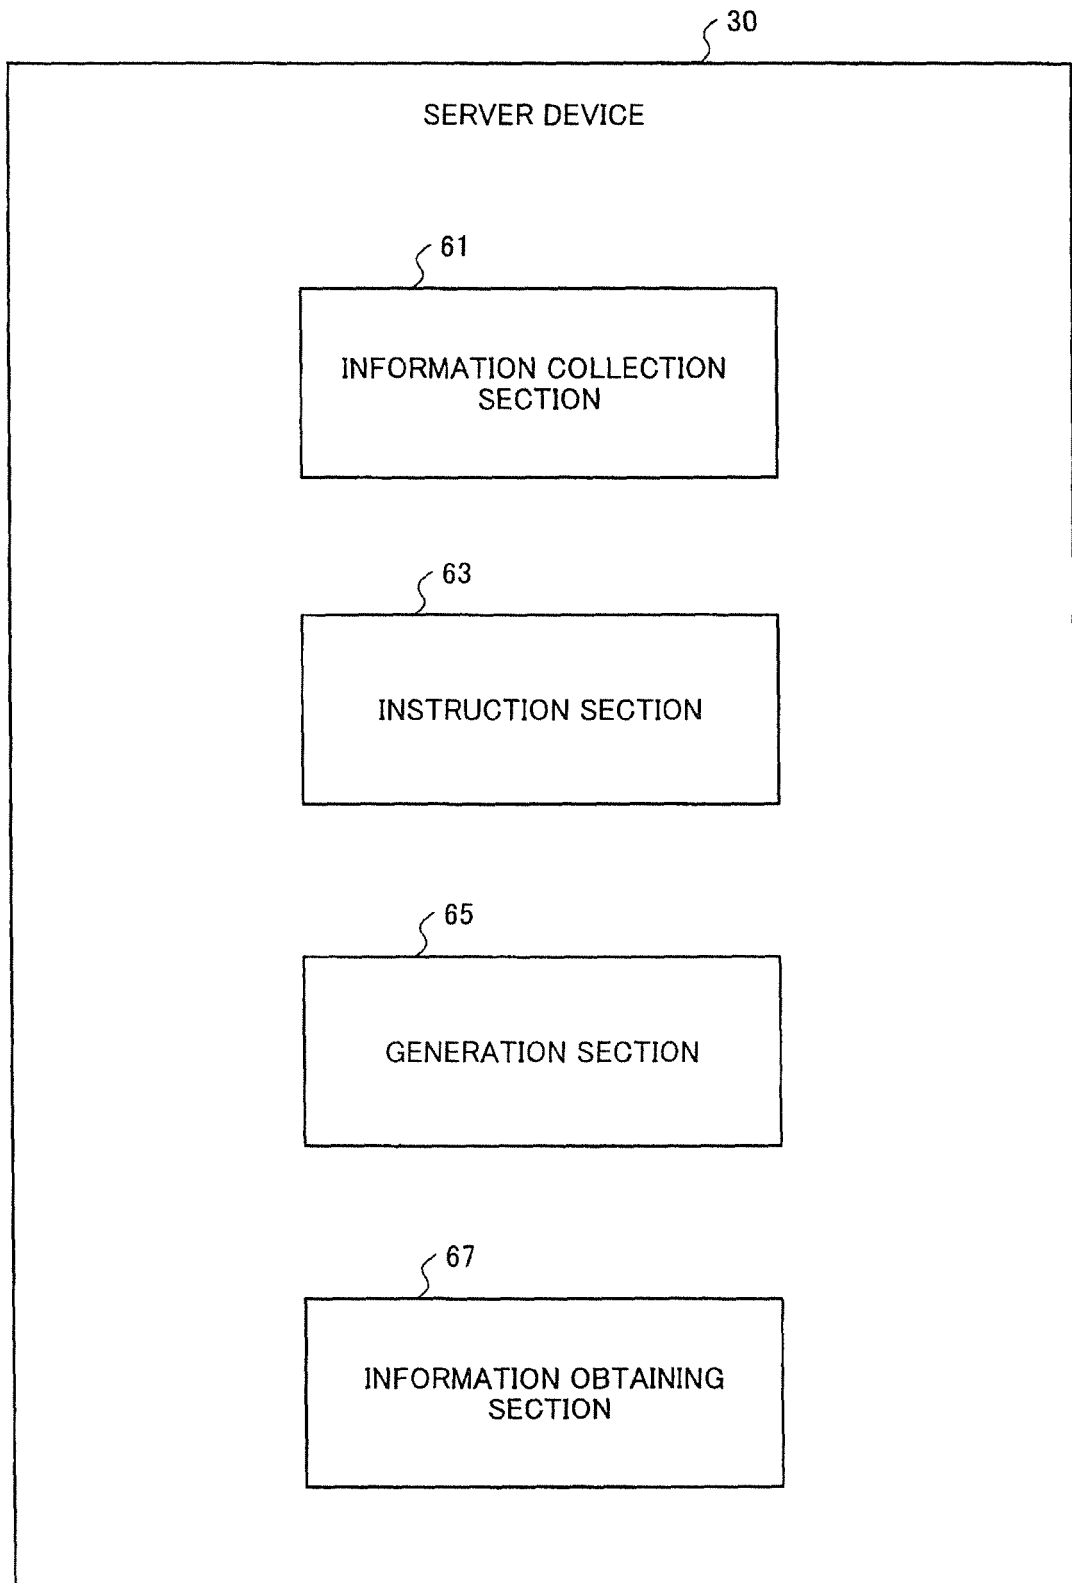 30
SERVER DEVICE
61
INFORMATION COLLECTION
SECTION
63
INSTRUCTION SECTION
65
GENERATION SECTION
67
INFORMATION OBTAINING
SECTION